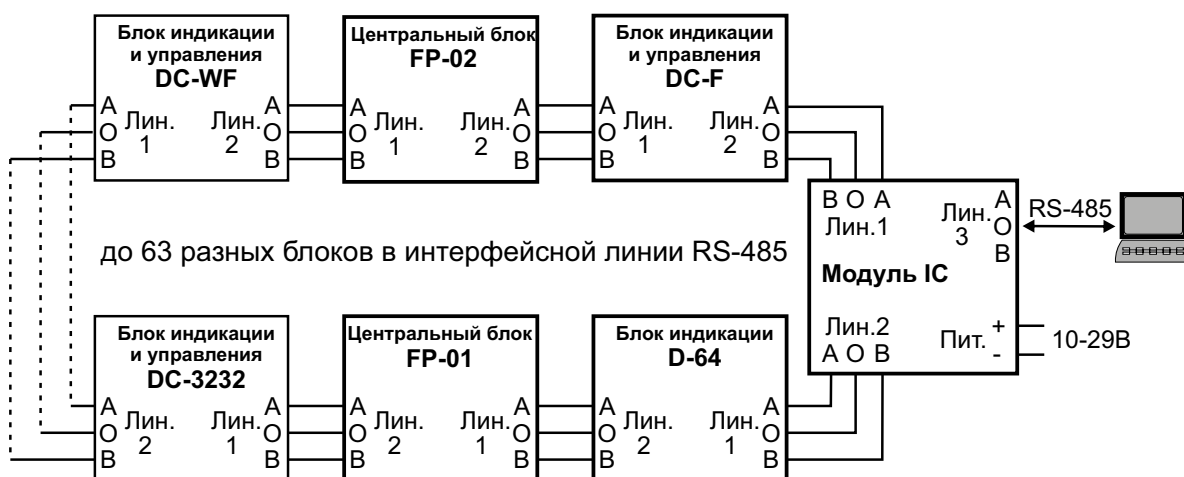 Блок индикации
и управления
DC-WF
A
О
В
Лин.
1
Лин.
2
A
О
В
Центральный блок
FP-02
A
О
В
Лин.
1
Лин.
2
A
О
В
Блок индикации
и управления
DC-F
A
О
В
Лин.
1
Лин.
2
A
О
В
В О А
Лин.1
Лин.
3
A
О
В
RS-485
Модуль IC
Лин.2
А О В
Пит.
+
-
10-29В
до 63 разных блоков в интерфейсной линии RS-485
Блок индикации
и управления
DC-3232
A
О
В
Лин.
2
Лин.
1
A
О
В
Центральный блок
FP-01
A
О
В
Лин.
2
Лин.
1
A
О
В
Блок индикации
D-64
A
О
В
Лин.
2
Лин.
1
A
О
В